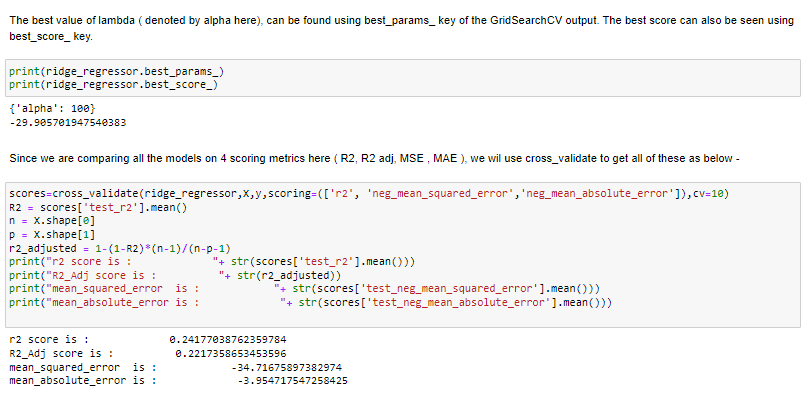 The best value of lambda ( denoted by alpha here), can be found using best_params_ key of the GridSearchCV output. The best score can also be seen using
best_score_ key.
print(ridge_regressor.best_params_)
print(ridge_regressor.best_score_)
{'alpha': 100}
-29.905701947540383
Since we are comparing all the models on 4 scoring metrics here ( R2, R2 adj, MSE , MAE ), we wil use cross_validate to get all of these as below -
scores=cross_validate(ridge_regressor,X,y,scoring=(['r2', 'neg_mean_squared_error','neg_mean_absolute_error']),cv=10)
R2 = scores['test_r2'].mean()
n = X.shape[0]
p = X.shape[1]
r2_adjusted = 1-(1-R2)*(n-1)/(n-p-1)
print("r2 score is :             "+ str(scores['test_r2'].mean()))
print("R2_Adj score is :          "+ str(r2_adjusted))
print("mean_squared_error  is :            "+ str(scores['test_neg_mean_squared_error'].mean()))
print("mean_absolute_error is :             "+ str(scores['test_neg_mean_absolute_error'].mean()))
r2 score is :             0.24177038762359784
R2_Adj score is :          0.2217358653453596
mean_squared_error  is :            -34.71675897382974
mean_absolute_error is :             -3.954717547258425